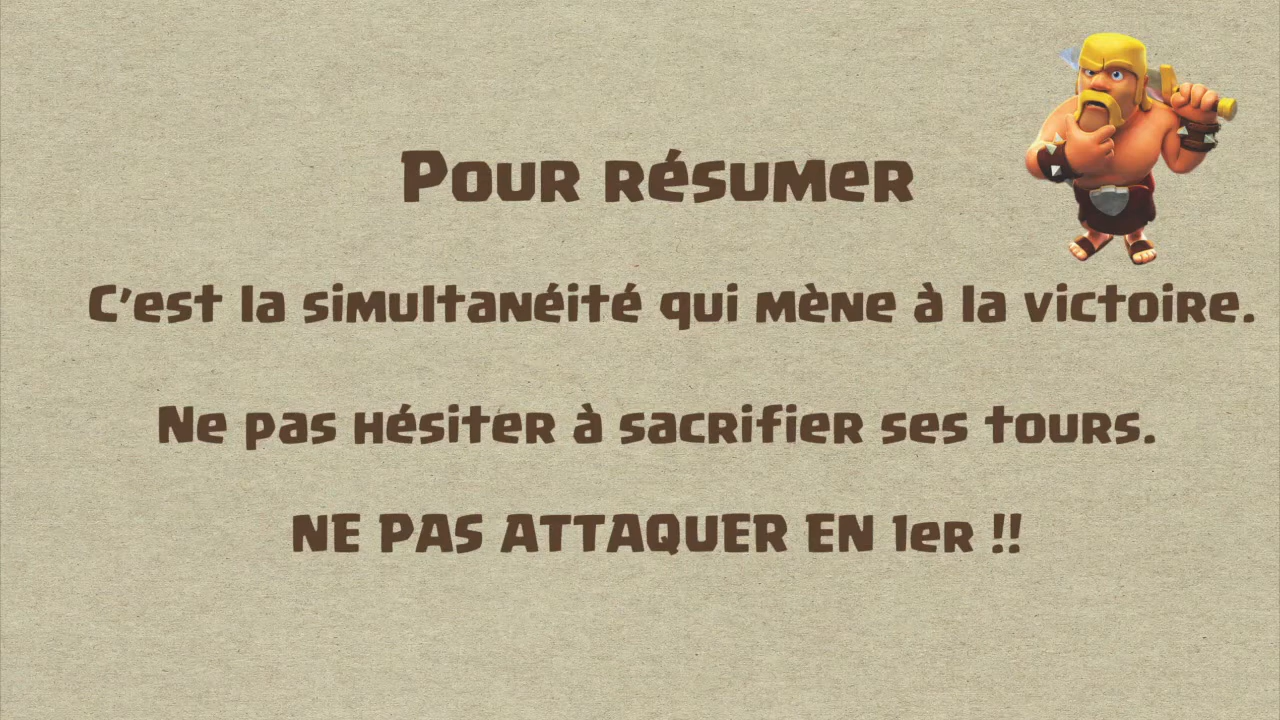 Pour résumer
C'est la simultanéité qui mène à la victoire.
Ne pas hésiter à sacrifier ses tours.
NE PAS ATTAQUER EN 1er !!